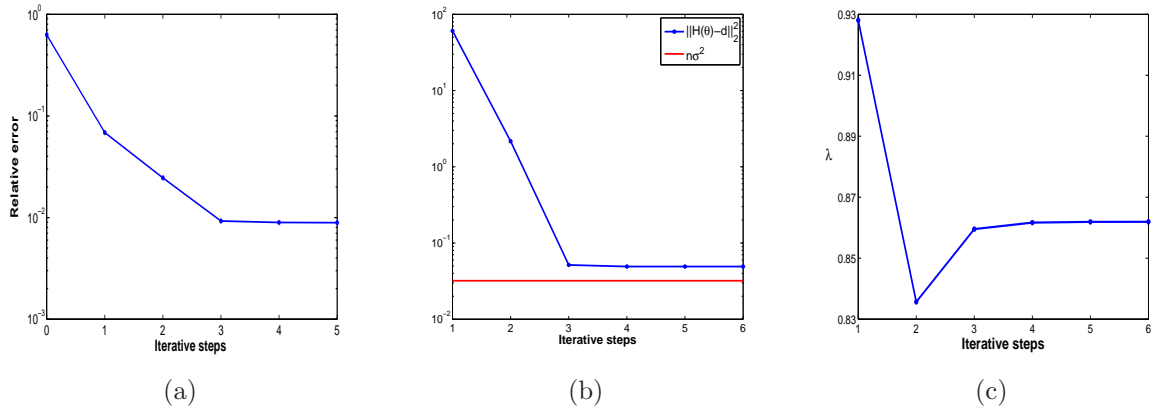 10^0
10^-1
10^-2
10^-3
Relative error
0 1 2 3 4 5
Iterative steps
(a)
10^2
10^1
10^0
10^-1
10^-2
||H(θ)-d||_2^2
nσ^2
1 2 3 4 5 6
Iterative steps
(b)
0.93
0.91
0.89
0.87
0.85
0.83
λ
1 2 3 4 5 6
Iterative steps
(c)